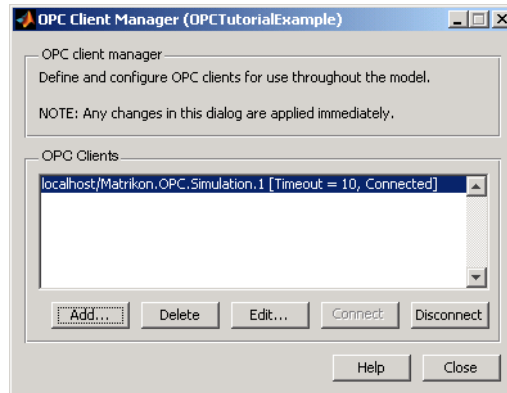 OPC Client Manager (OPCTutorialExample)
OPC client manager
Define and configure OPC clients for use throughout the model.
NOTE: Any changes in this dialog are applied immediately.
OPC Clients
localhost/Matrikon.OPC.Simulation.1 [Timeout = 10, Connected]
Add... Delete Edit... Connect Disconnect
Help Close